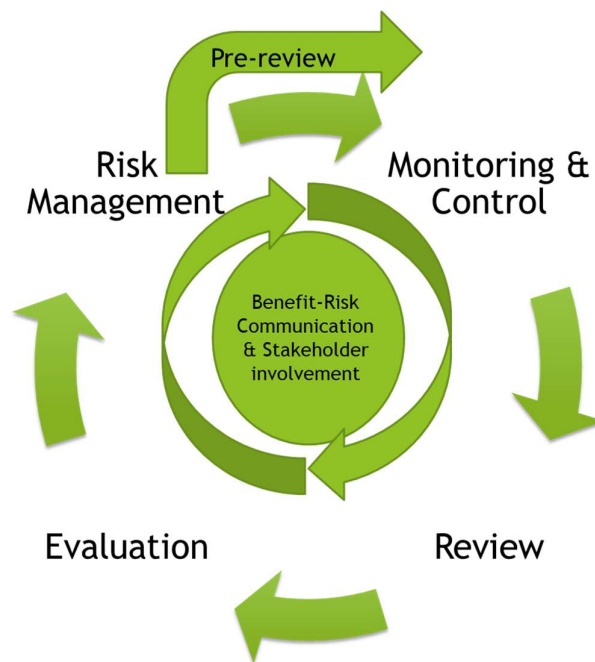 Pre-review
Risk
Management
Monitoring &
Control
Benefit-Risk
Communication
& Stakeholder
involvement
Evaluation
Review